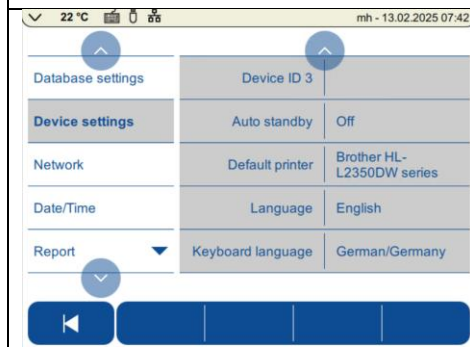 22 °C
mh - 13.02.2025 07:42
Database settings
Device ID 3
Device settings
Auto standby
Off
Network
Default printer
Brother HL-
L2350DW series
Date/Time
Language
English
Report
Keyboard language
German/Germany